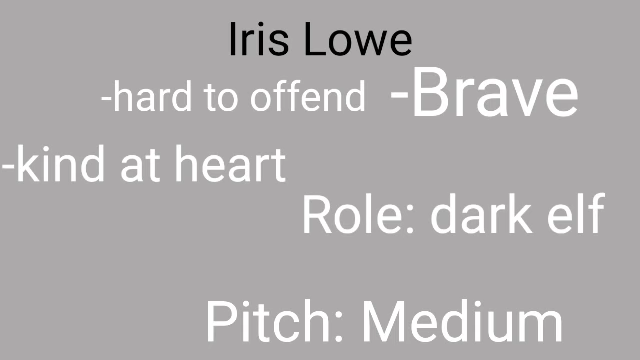 Iris Lowe
-hard to offend -Brave
-kind at heart
Role: dark elf
Pitch: Medium